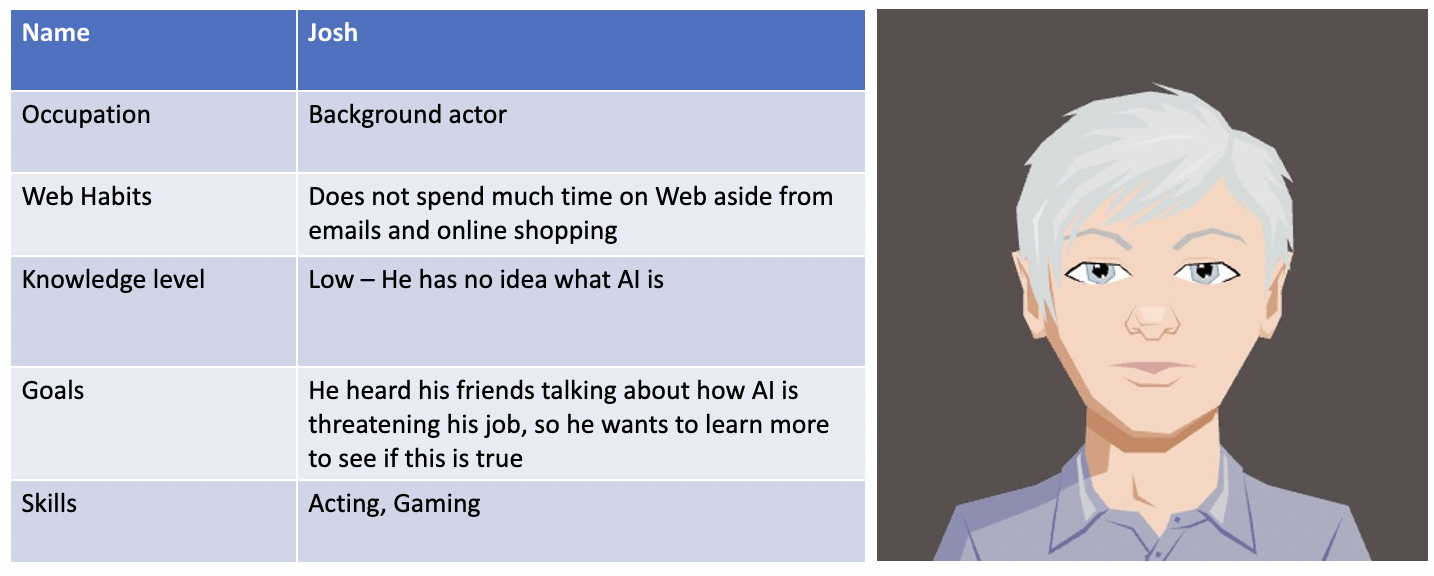 Name
Josh
Occupation
Background actor
Web Habits
Does not spend much time on Web aside from
emails and online shopping
Knowledge level
Low – He has no idea what AI is
Goals
He heard his friends talking about how AI is
threatening his job, so he wants to learn more
to see if this is true
Skills
Acting, Gaming